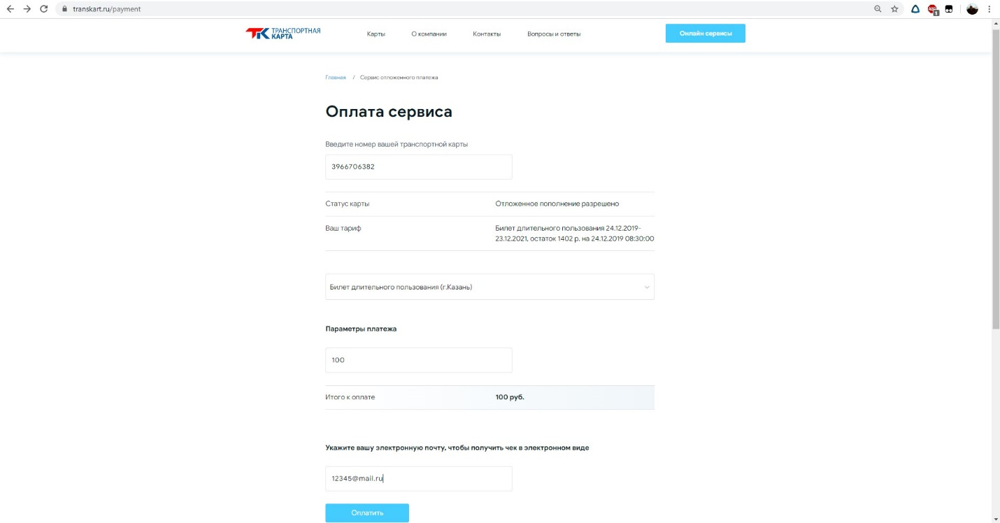 transkart.ru/payment
ABP
1
ТРАНСПОРТНАЯ
КАРТА
Карты
О компании
Контакты
Вопросы и ответы
Онлайн сервисы
Главная / Сервис отложенного платежа
Оплата сервиса
Введите номер вашей транспортной карты
3966706382
Статус карты Отложенное пополнение разрешено
Ваш тариф Билет длительного пользования 24.12.2019-
23.12.2021, остаток 1402 р. на 24.12.2019 08:30:00
Билет длительного пользования (г.Казань)
Параметры платежа
100
Итого к оплате 100 руб.
Укажите вашу электронную почту, чтобы получить чек в электронном виде
12345@mail.ru
Оплатить